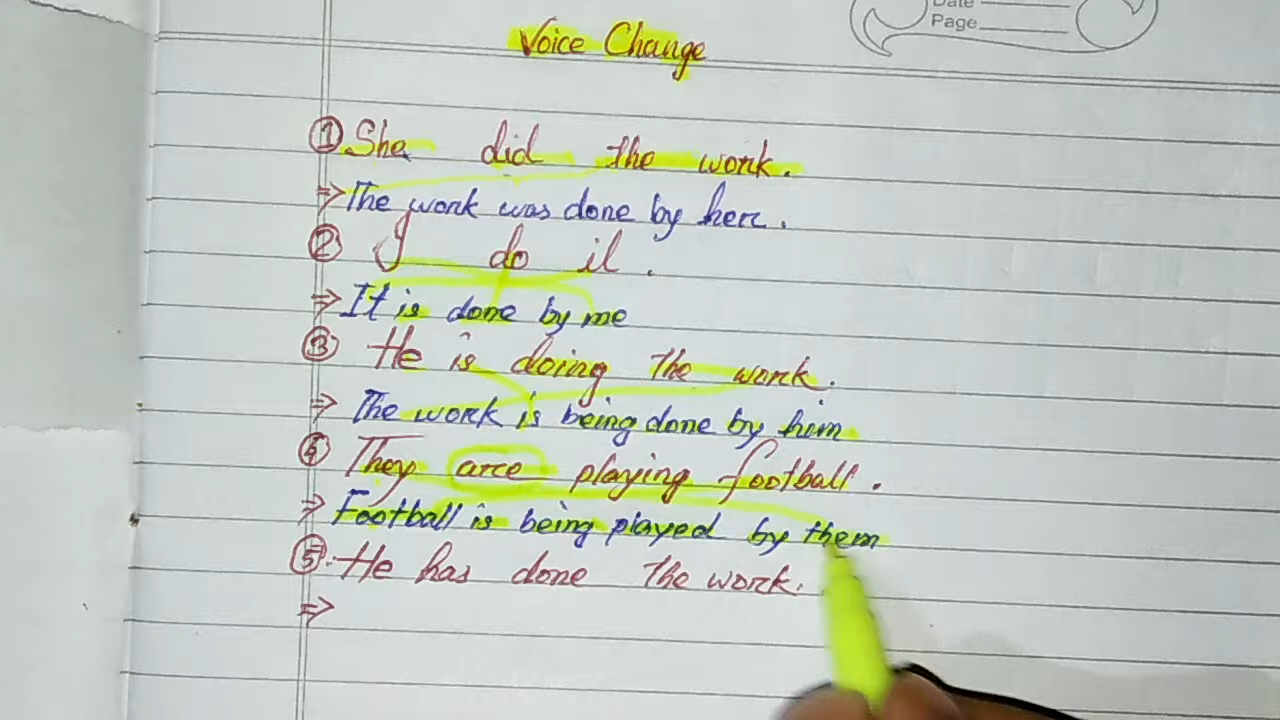 Date
Page
Voice Change
① She did the work.
⇒ The work was done by her.
② I do it.
⇒ It is done by me
③ He is doing the work.
⇒ The work is being done by him
④ They are playing football.
⇒ Football is being played by them
⑤. He has done the work.
⇒